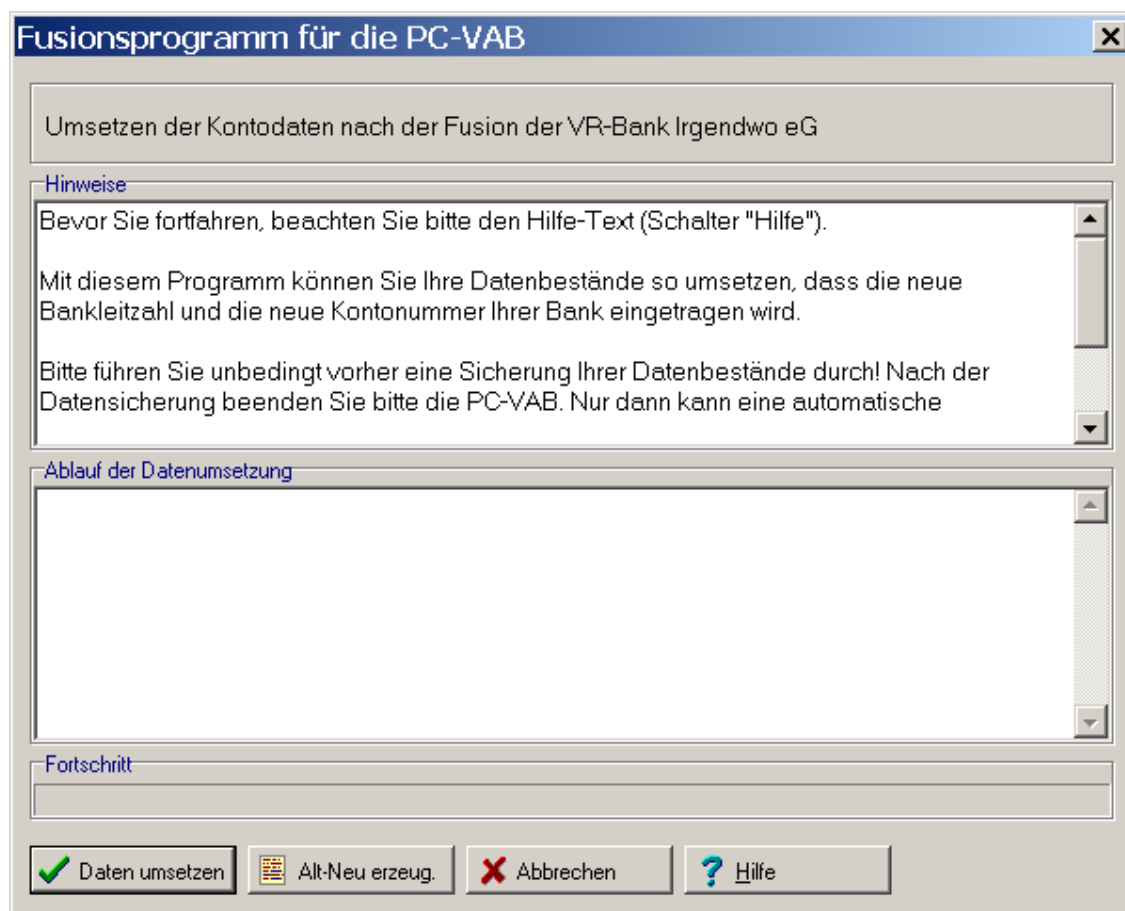 Fusionsprogramm für die PC-VAB
Umsetzen der Kontodaten nach der Fusion der VR-Bank Irgendwo eG
Hinweise
Bevor Sie fortfahren, beachten Sie bitte den Hilfe-Text (Schalter "Hilfe").
Mit diesem Programm können Sie Ihre Datenbestände so umsetzen, dass die neue
Bankleitzahl und die neue Kontonummer Ihrer Bank eingetragen wird.
Bitte führen Sie unbedingt vorher eine Sicherung Ihrer Datenbestände durch! Nach der
Datensicherung beenden Sie bitte die PC-VAB. Nur dann kann eine automatische
Ablauf der Datenumsetzung
Fortschritt
Daten umsetzen
Alt-Neu erzeug.
Abbrechen
Hilfe